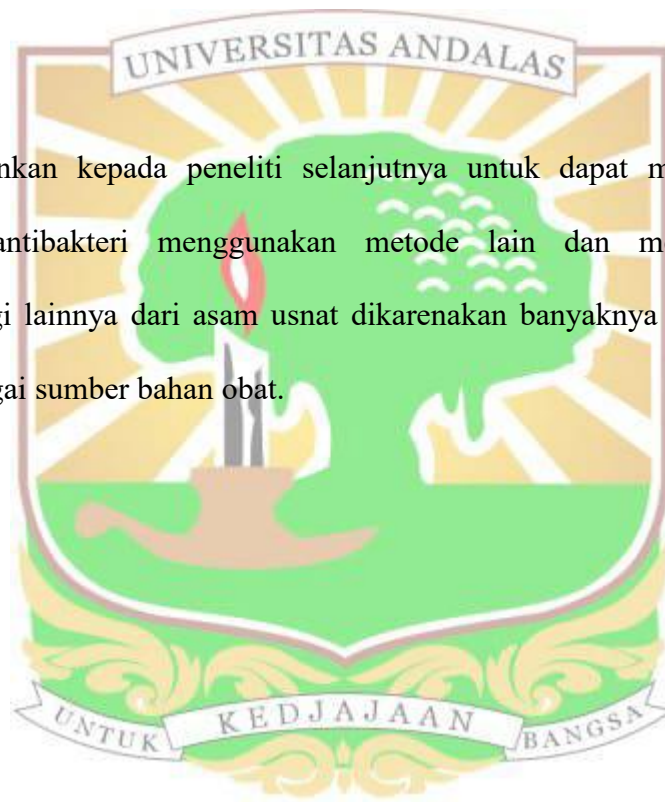 UNIVERSITAS ANDALAS
nkan kepada peneliti selanjutnya untuk dapat m
antibakteri menggunakan metode lain dan m
gi lainnya dari asam usnat dikarenakan banyaknya
gai sumber bahan obat.
UNTUK KEDJAJAAN BANGSA